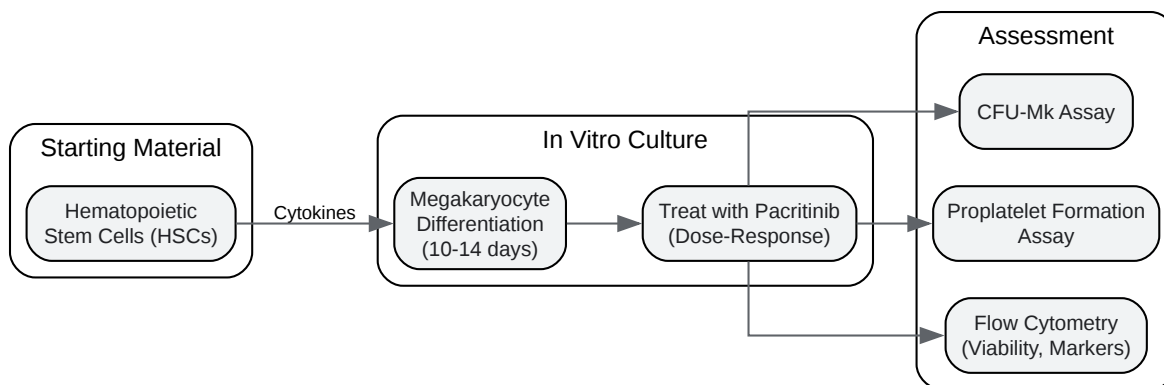 Starting Material
Hematopoietic
Stem Cells (HSCs)
Cytokines
In Vitro Culture
Megakaryocyte
Differentiation
(10-14 days)
Treat with Pacritinib
(Dose-Response)
Assessment
CFU-Mk Assay
Proplatelet Formation
Assay
Flow Cytometry
(Viability, Markers)